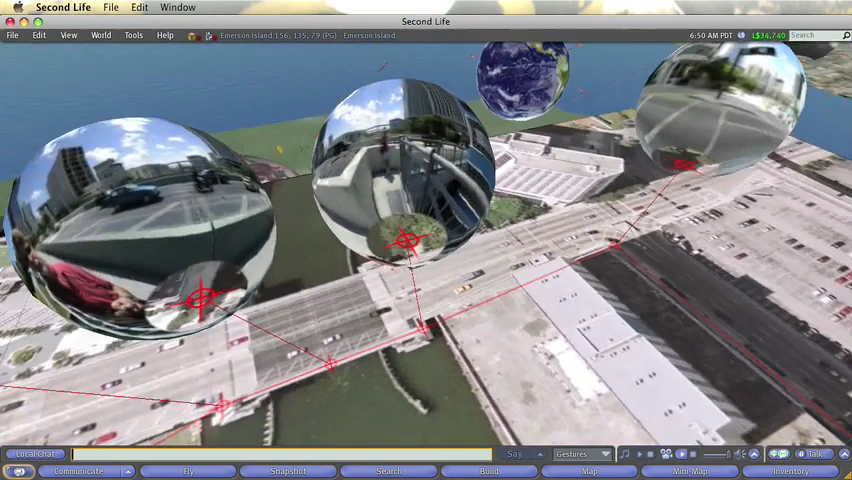 Second Life File Edit Window
Second Life
File Edit View World Tools Help Emerson Island 156, 135, 79 (PG) Emerson Island 6:50 AM PDT L$34,740 Search
Local Chat Say Gestures Talk
Communicate Fly Snapshot Search Build Map Mini-Map Inventory